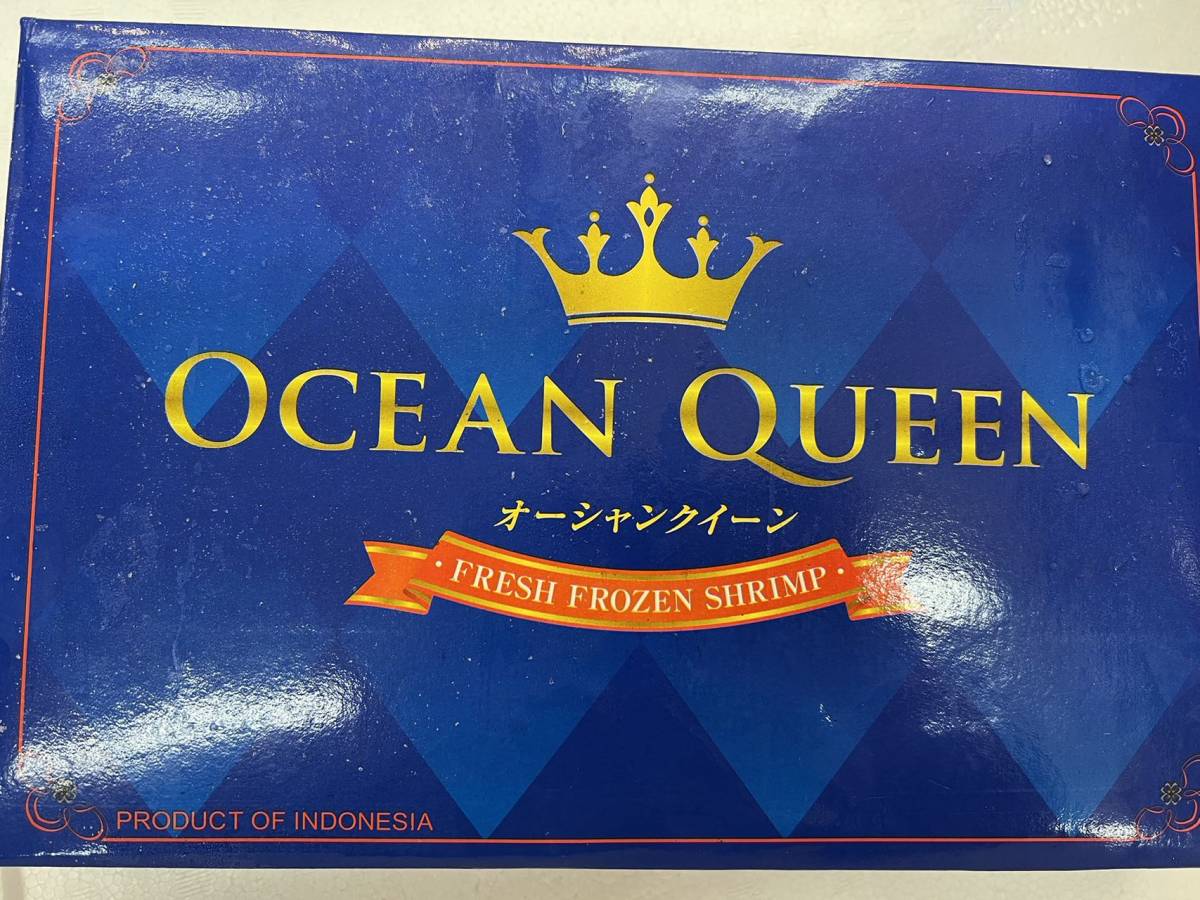 OCEAN QUEEN
オーシャンクイーン
· FRESH FROZEN SHRIMP ·
PRODUCT OF INDONESIA